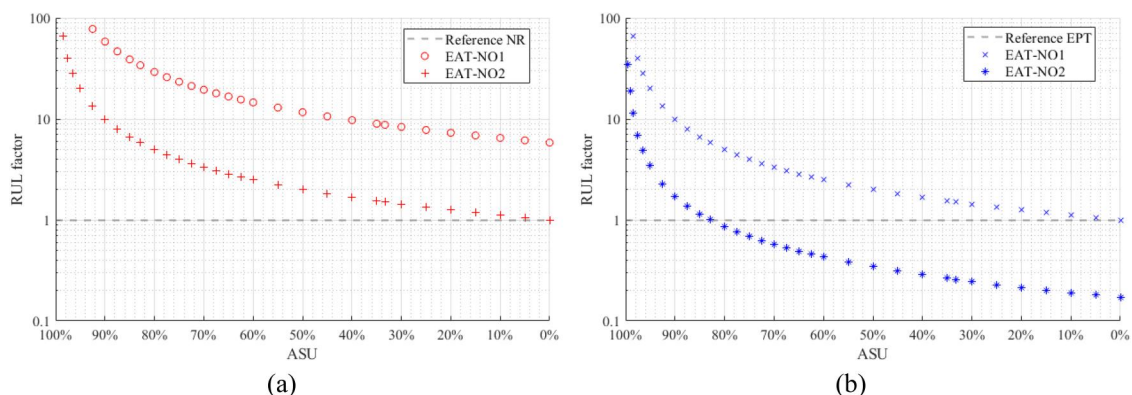 100
10
1
0.1
RUL factor
Reference NR
EAT-NO1
EAT-NO2
100% 90% 80% 70% 60% 50% 40% 30% 20% 10% 0%
ASU
(a)
100
10
1
0.1
RUL factor
Reference EPT
EAT-NO1
EAT-NO2
100% 90% 80% 70% 60% 50% 40% 30% 20% 10% 0%
ASU
(b)